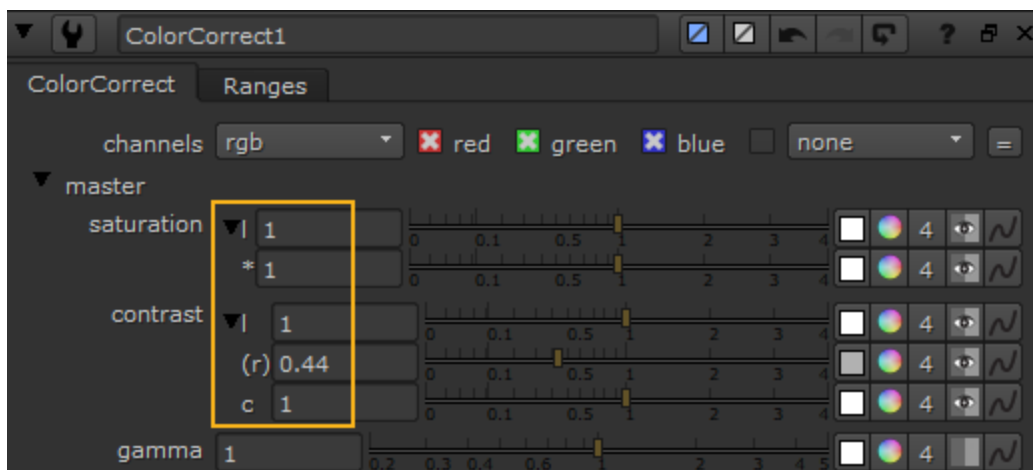 ColorCorrect1 ?
ColorCorrect Ranges
channels rgb red green blue none =
master
saturation l 1 0 0.1 0.5 1 2 3 4 4
* 1 0 0.1 0.5 1 2 3 4 4
contrast l 1 0 0.1 0.5 1 2 3 4 4
(r) 0.44 0 0.1 0.5 1 2 3 4 4
c 1 0 0.1 0.5 1 2 3 4 4
gamma 1 0.2 0.3 0.4 0.6 1 2 3 4 5 4